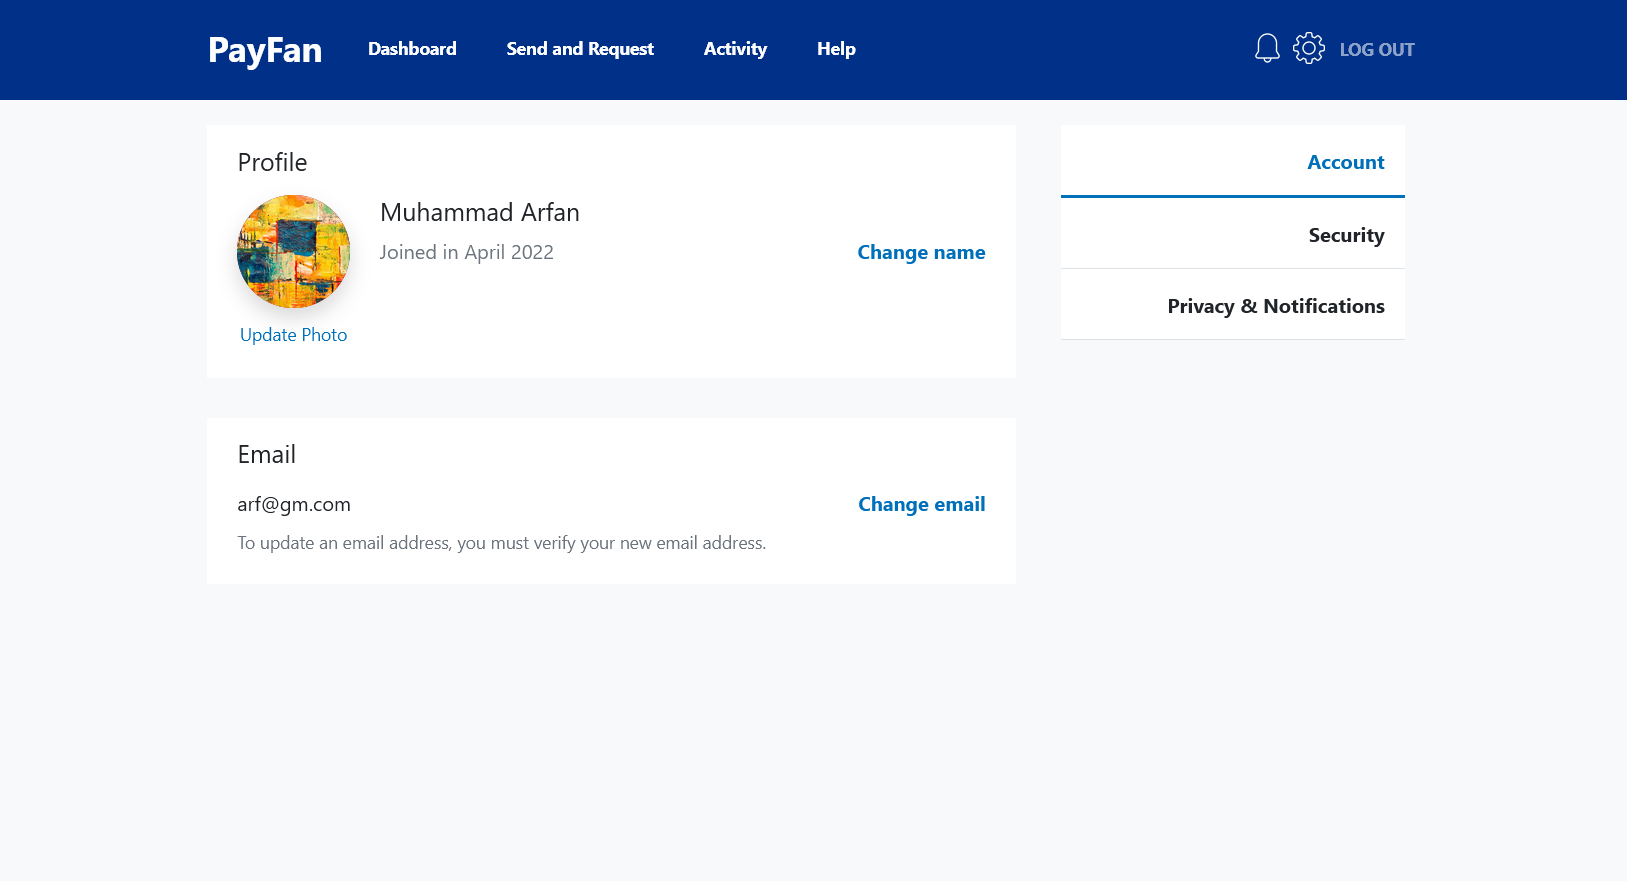 PayFan Dashboard Send and Request Activity Help LOG OUT
Profile
Muhammad Arfan
Joined in April 2022 Change name
Update Photo
Email
arf@gm.com Change email
To update an email address, you must verify your new email address.
Account
Security
Privacy & Notifications